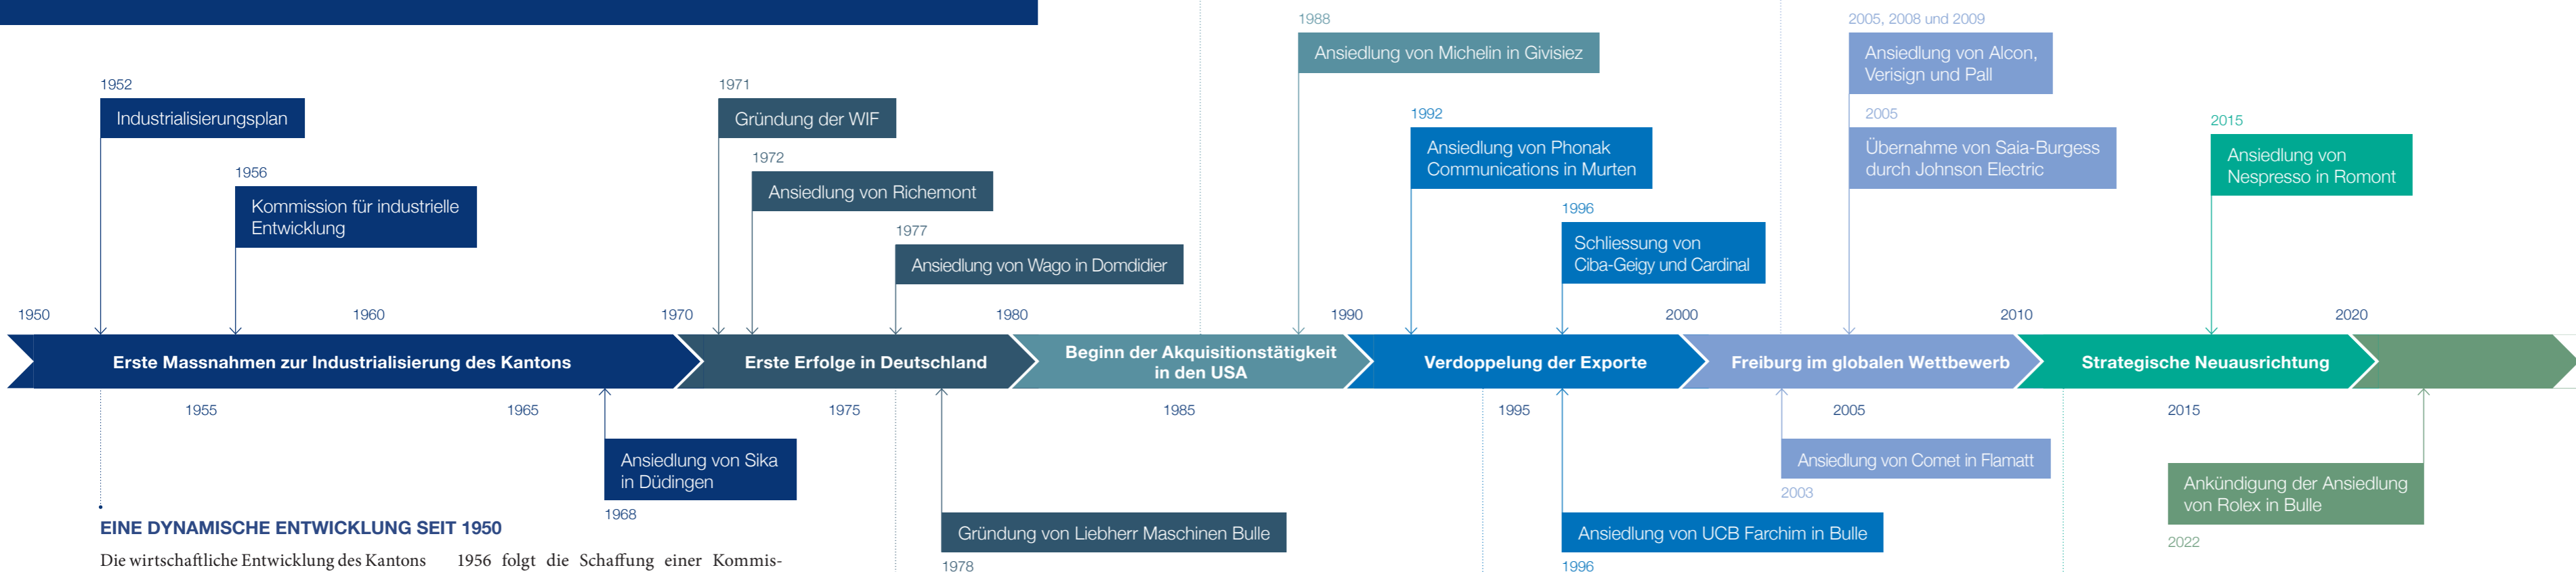 1952
Industrialisierungsplan
1956
Kommission für industrielle
Entwicklung
1971
Gründung der WIF
1972
Ansiedlung von Richemont
1977
Ansiedlung von Wago in Domdidier
1988
Ansiedlung von Michelin in Givisiez
1992
Ansiedlung von Phonak
Communications in Murten
1996
Schliessung von
Ciba-Geigy und Cardinal
2005, 2008 und 2009
Ansiedlung von Alcon,
Verisign und Pall
2005
Übernahme von Saia-Burgess
durch Johnson Electric
2015
Ansiedlung von
Nespresso in Romont
1950 1960 1970 1980 1990 2000 2010 2020
Erste Massnahmen zur Industrialisierung des Kantons
Erste Erfolge in Deutschland
Beginn der Akquisitionstätigkeit
in den USA
Verdoppelung der Exporte
Freiburg im globalen Wettbewerb
Strategische Neuausrichtung
1955 1965 1975 1985 1995 2005 2015
Ansiedlung von Sika
in Düdingen
1968
Gründung von Liebherr Maschinen Bulle
1978
Ansiedlung von UCB Farchim in Bulle
1996
Ansiedlung von Comet in Flamatt
2003
Ankündigung der Ansiedlung
von Rolex in Bulle
2022
EINE DYNAMISCHE ENTWICKLUNG SEIT 1950
Die wirtschaftliche Entwicklung des Kantons
1956 folgt die Schaffung einer Kommis-